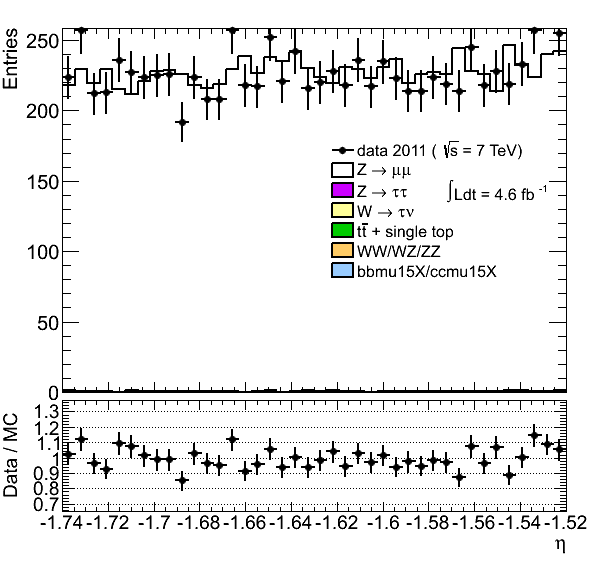 Entries
250
200
150
100
50
0
data 2011 ( √s = 7 TeV)
Z → μμ
Z → ττ
∫Ldt = 4.6 fb⁻¹
W → τν
tt̄ + single top
WW/WZ/ZZ
bbmu15X/ccmu15X
Data / MC
1.3
1.2
1.1
1
0.9
0.8
0.7
-1.74 -1.72 -1.7 -1.68 -1.66 -1.64 -1.62 -1.6 -1.58 -1.56 -1.54 -1.52
η